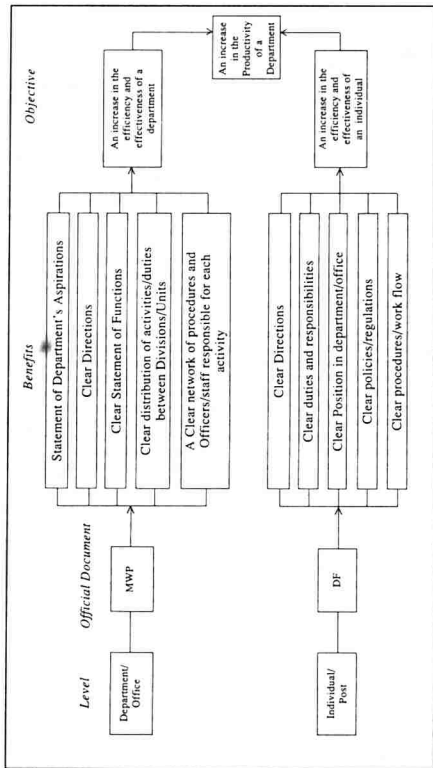 Level
Official Document
Benefits
Objective
Department/
Office
MWP
Statement of Department's Aspirations
Clear Directions
Clear Statement of Functions
Clear distribution of activities/duties
between Divisions/Units
A Clear network of procedures and
Officers/staff responsible for each
activity
An increase in the
efficiency and
effectiveness of a
department
An increase
in the
Productivity
of a
Department
Individual/
Post
DF
Clear Directions
Clear duties and responsibilities
Clear Position in department/office
Clear policies/regulations
Clear procedures/work flow
An increase in the
efficiency and
effectiveness of
an individual